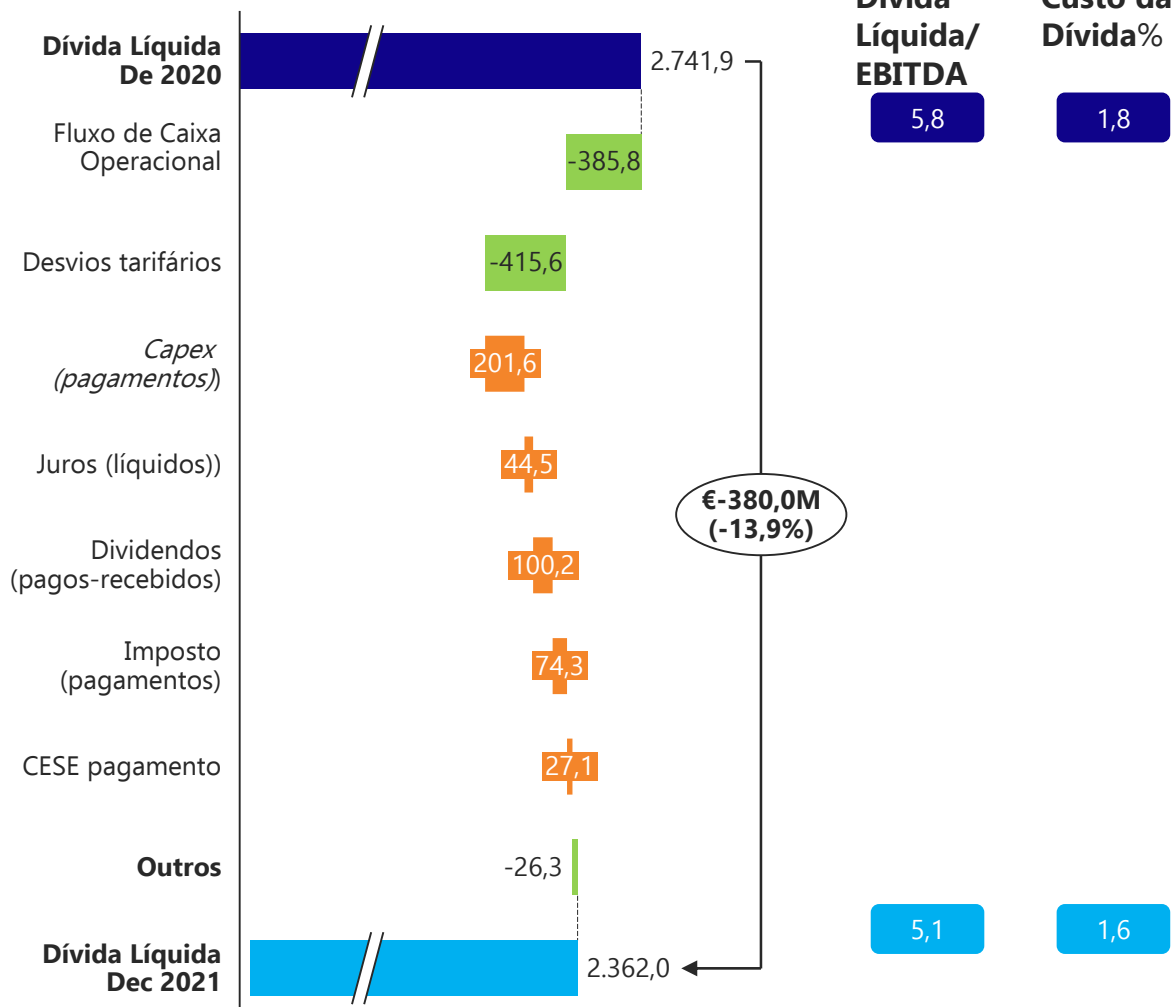 Dívida
Líquida/
EBITDA
Custo da
Dívida%
Dívida Líquida
De 2020
2.741,9
5,8
1,8
Fluxo de Caixa
Operacional
-385,8
Desvios tarifários
-415,6
Capex
(pagamentos))
201,6
Juros (líquidos))
44,5
€-380,0M
(-13,9%)
Dividendos
(pagos-recebidos)
100,2
Imposto
(pagamentos)
74,3
CESE pagamento
27,1
Outros
-26,3
Dívida Líquida
Dec 2021
2.362,0
5,1
1,6